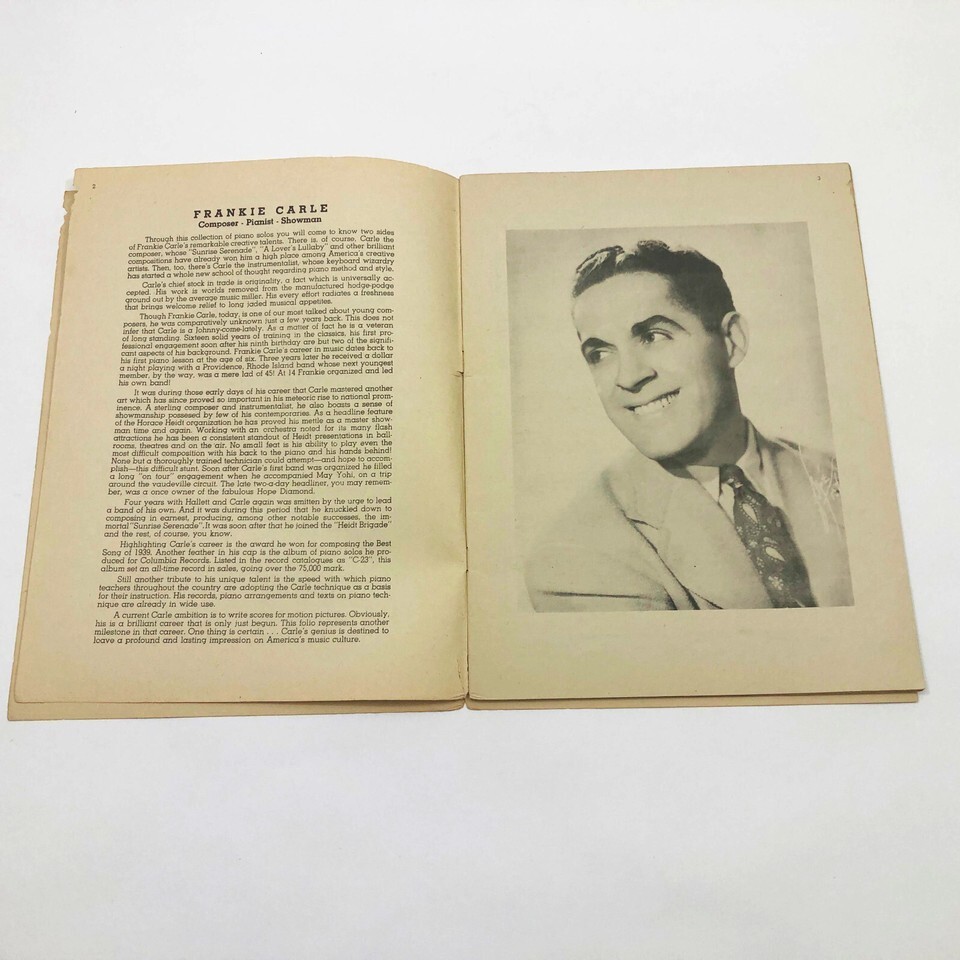 2
FRANKIE CARLE
Composer - Pianist - Showman
Through this collection of piano solos you will come to know two sides
of Frankie Carle's remarkable creative talents. There is, of course, Carle the
composer, whose "Sunrise Serenade", "A Lover's Lullaby" and other brilliant
compositions have already won him a high place among America's creative
artists. Then, too, there's Carle the instrumentalist, whose keyboard wizardry
has started a whole new school of thought regarding piano method and style.
Carle's chief stock in trade is originality, a fact which is universally ac-
cepted. His work is worlds removed from the manufactured hodge-podge
ground out by the average music miller. His every effort radiates a freshness
that brings welcome relief to long jaded musical appetites.
Though Frankie Carle, today, is one of our most talked about young com-
posers, he was comparatively unknown just a few years back. This does not
infer that Carle is a Johnny-come-lately. As a matter of fact he is a veteran
of long standing. Sixteen solid years of training in the classics, his first pro-
fessional engagement soon after his ninth birthday are but two of the signifi-
cant aspects of his background. Frankie Carle's career in music dates back to
his first piano lesson at the age of six. Three years later he received a dollar
a night playing with a Providence, Rhode Island band whose next youngest
member, by the way, was a mere lad of 45! At 14 Frankie organized and led
his own band!
It was during those early days of his career that Carle mastered another
art which has since proved so important in his meteoric rise to national prom-
inence. A sterling composer and instrumentalist, he also boasts a sense of
showmanship possesed by few of his contemporaries. As a headline feature
of the Horace Heidt organization he has proved his mettle as a master show-
man time and again. Working with an orchestra noted for its many flash
attractions he has been a consistent standout of Heidt presentations in ball-
rooms, theatres and on the air. No small feat is his ability to play even the
most difficult composition with his back to the piano and his hands behind!
None but a thoroughly trained technician could attempt—and hope to accom-
plish—this difficult stunt. Soon after Carle's first band was organized he filled
a long "on tour" engagement when he accompanied May Yohi, on a trip
around the vaudeville circuit. The late two-a-day headliner, you may remem-
ber, was a once owner of the fabulous Hope Diamond.
Four years with Hallett and Carle again was smitten by the urge to lead
a band of his own. And it was during this period that he knuckled down to
composing in earnest, producing, among other notable successes, the im-
mortal "Sunrise Serenade". It was soon after that he joined the "Heidt Brigade"
and the rest, of course, you know.
Highlighting Carle's career is the award he won for composing the Best
Song of 1939. Another feather in his cap is the album of piano solos he pro-
duced for Columbia Records. Listed in the record catalogues as "C-23", this
album set an all-time record in sales, going over the 75,000 mark.
Still another tribute to his unique talent is the speed with which piano
teachers throughout the country are adopting the Carle technique as a basis
for their instruction. His records, piano arrangements and texts on piano tech-
nique are already in wide use.
A current Carle ambition is to write scores for motion pictures. Obviously,
his is a brilliant career that is only just begun. This folio represents another
milestone in that career. One thing is certain . . . Carle's genius is destined to
leave a profound and lasting impression on America's music culture.
3